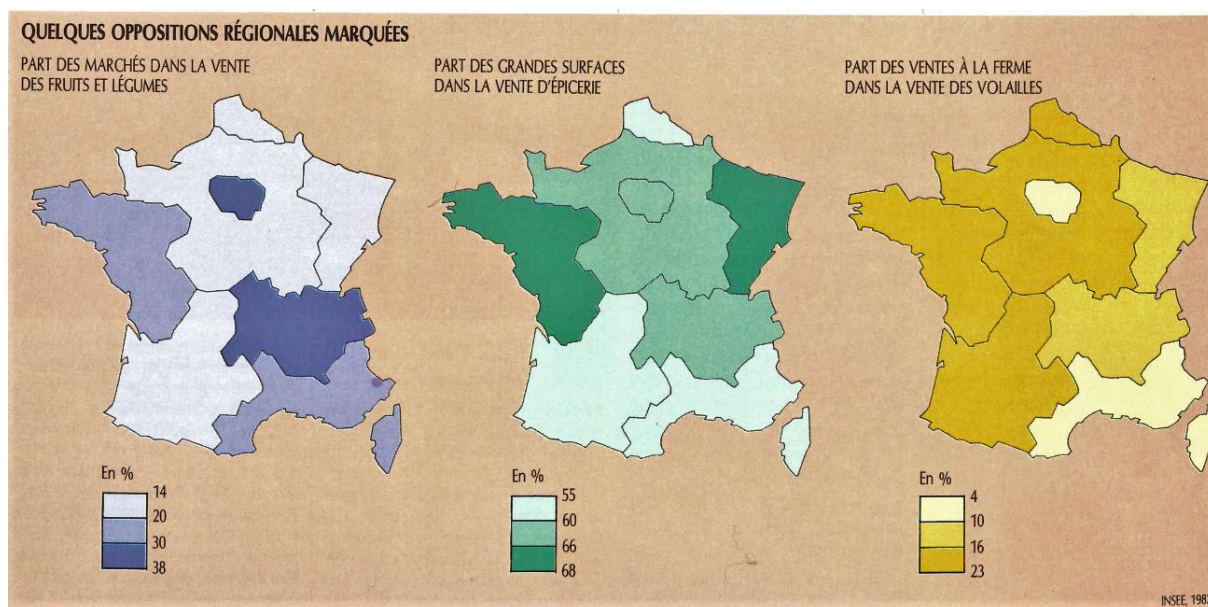 QUELQUES OPPOSITIONS RÉGIONALES MARQUÉES
PART DES MARCHÉS DANS LA VENTE
DES FRUITS ET LÉGUMES
PART DES GRANDES SURFACES
DANS LA VENTE D'ÉPICERIE
PART DES VENTES À LA FERME
DANS LA VENTE DES VOLAILLES
En %
14
20
30
38
En %
55
60
66
68
En %
4
10
16
23
INSEE,